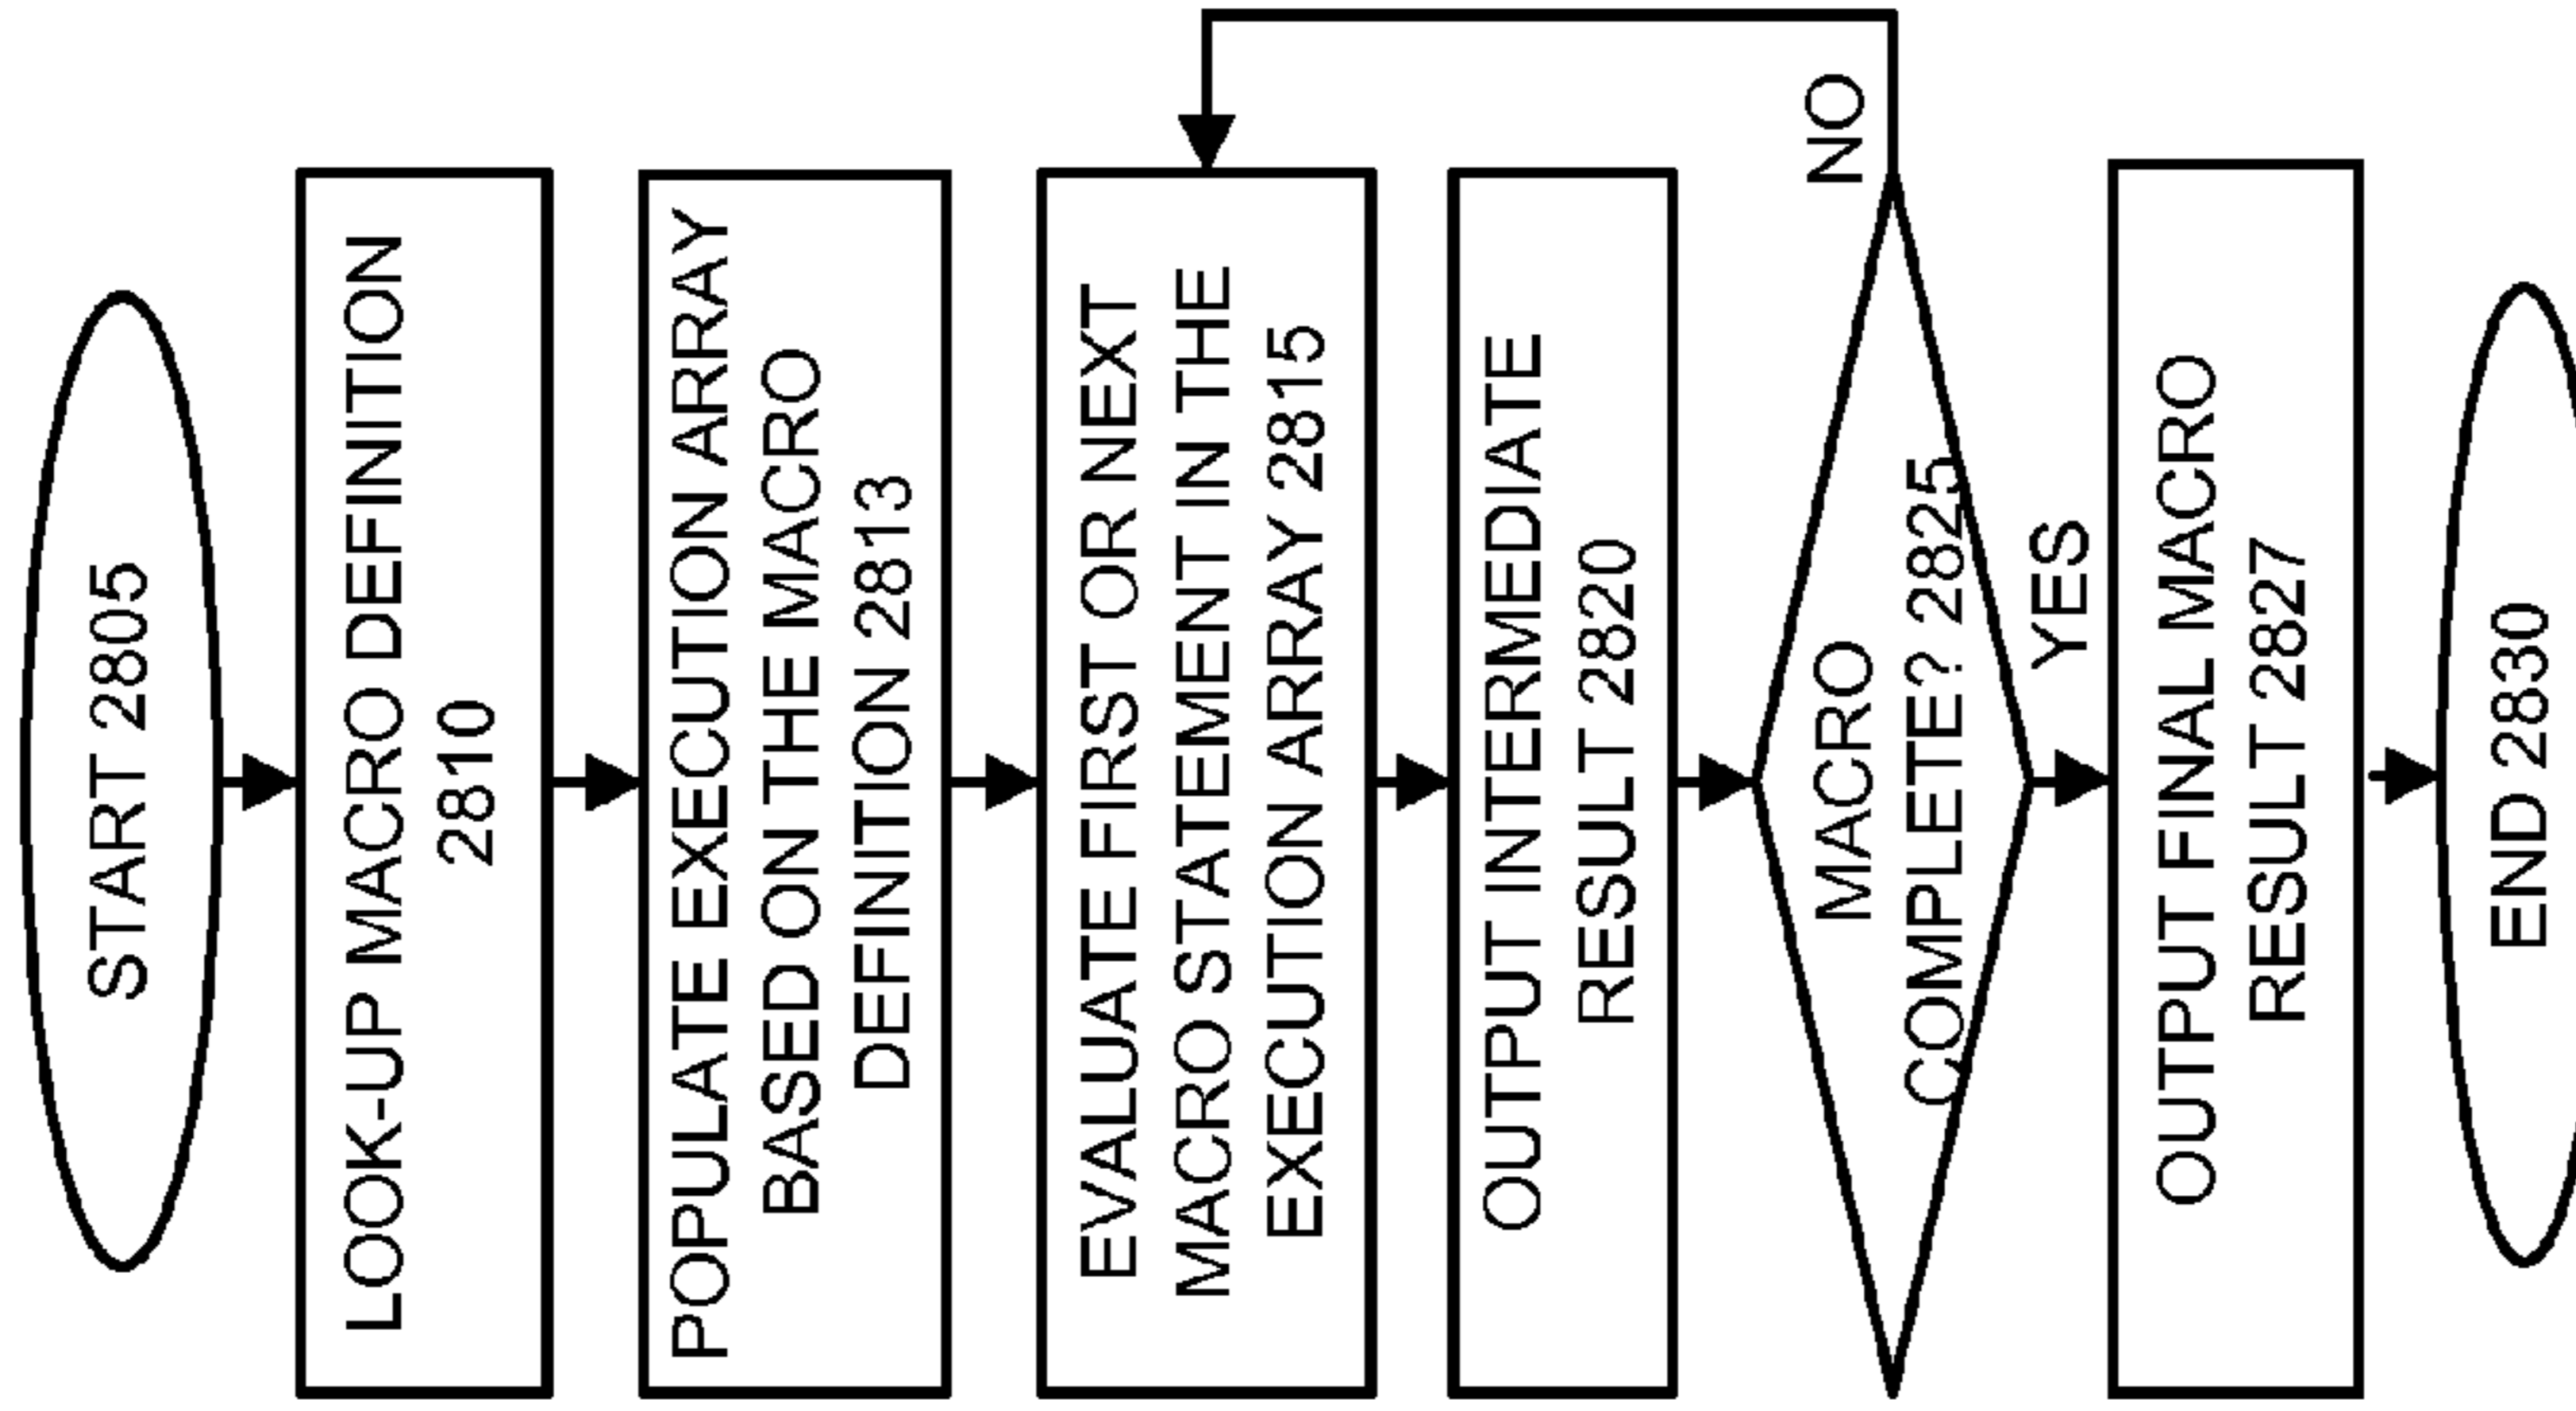 START 2805
LOOK-UP MACRO DEFINITION
2810
POPULATE EXECUTION ARRAY
BASED ON THE MACRO
DEFINITION 2813
EVALUATE FIRST OR NEXT
MACRO STATEMENT IN THE
EXECUTION ARRAY 2815
OUTPUT INTERMEDIATE
RESULT 2820
MACRO
COMPLETE? 2825
NO
YES
OUTPUT FINAL MACRO
RESULT 2827
END 2830